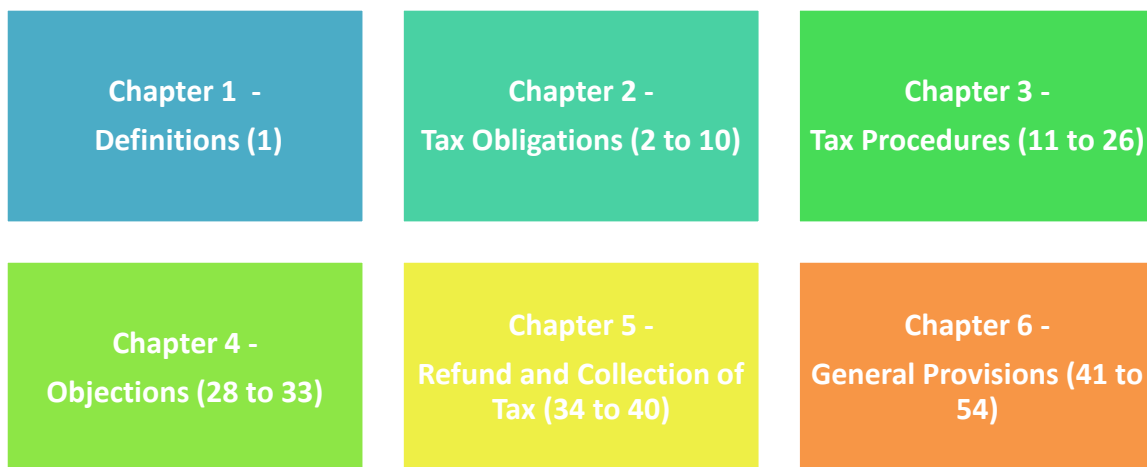 Chapter 1 -
Definitions (1)
Chapter 2 -
Tax Obligations (2 to 10)
Chapter 3 -
Tax Procedures (11 to 26)
Chapter 4 -
Objections (28 to 33)
Chapter 5 -
Refund and Collection of
Tax (34 to 40)
Chapter 6 -
General Provisions (41 to
54)